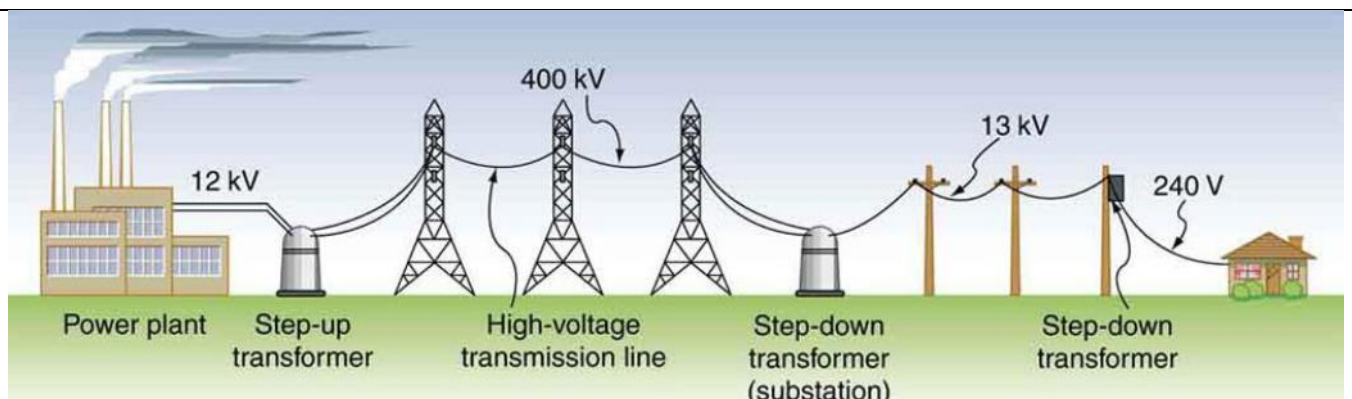 400 kV
13 kV
12 kV
240 V
Power plant
Step-up
transformer
High-voltage
transmission line
Step-down
transformer
(substation)
Step-down
transformer